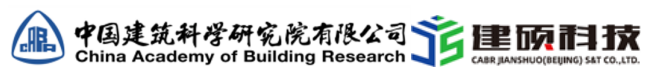 CABR
中国建筑科学研究院有限公司
China Academy of Building Research
建硕科技
CABR JIANSHUO(BEIJING) S&T CO.,LTD.